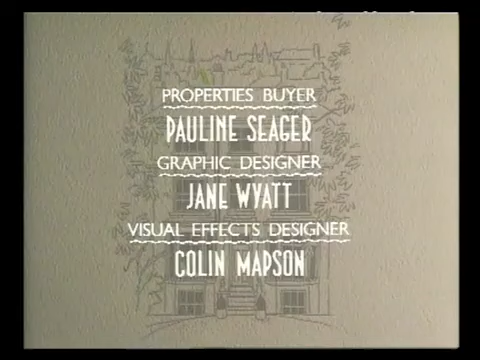 PROPERTIES BUYER
PAULINE SEAGER
GRAPHIC DESIGNER
JANE WYATT
VISUAL EFFECTS DESIGNER
COLIN MAPSON